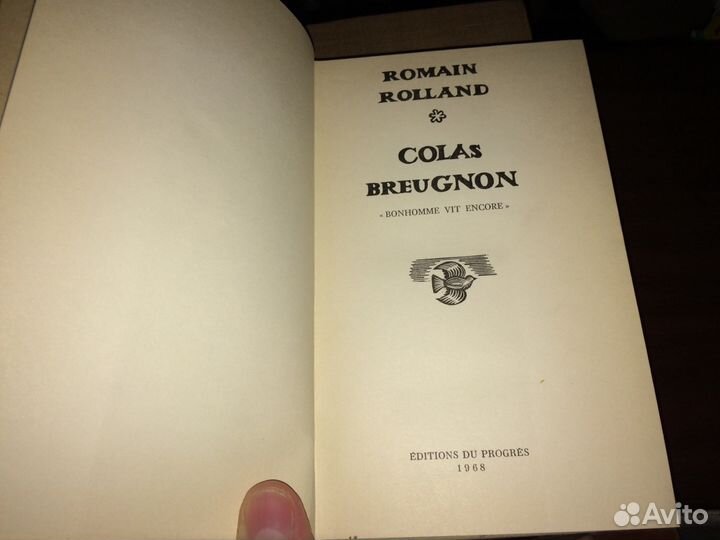 ROMAIN
ROLLAND
COLAS
BREUGNON
« BONHOMME VIT ENCORE »
ÉDITIONS DU PROGRÈS
1968
Avito